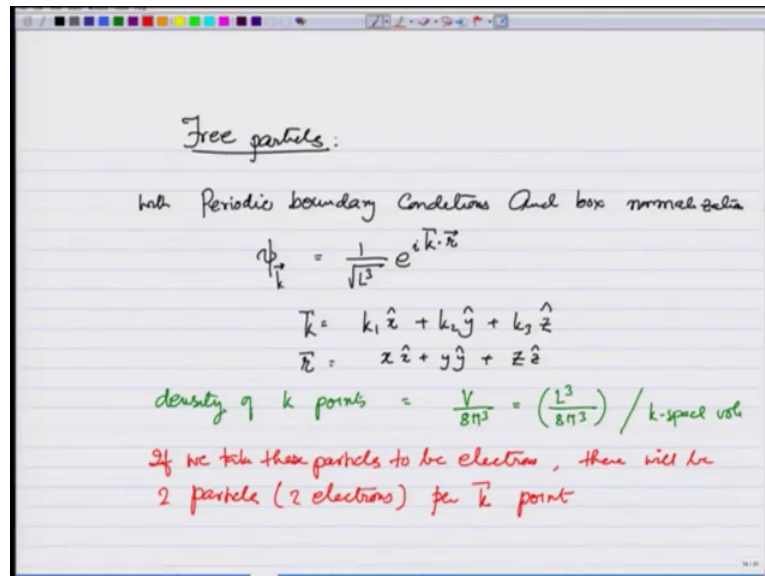 Free particles:
with Periodic boundary Conditions And box normalization
ψ_k⃗ = 1/√L³ e^{i k⃗·r⃗}
k⃗ = k₁ x̂ + k₂ ŷ + k₃ ẑ
r⃗ = x x̂ + y ŷ + z ẑ
density of k points = V/8π³ = (L³/8π³) / k-space vol
If we take these particles to be electrons, there will be
2 particle (2 electrons) per k⃗ point